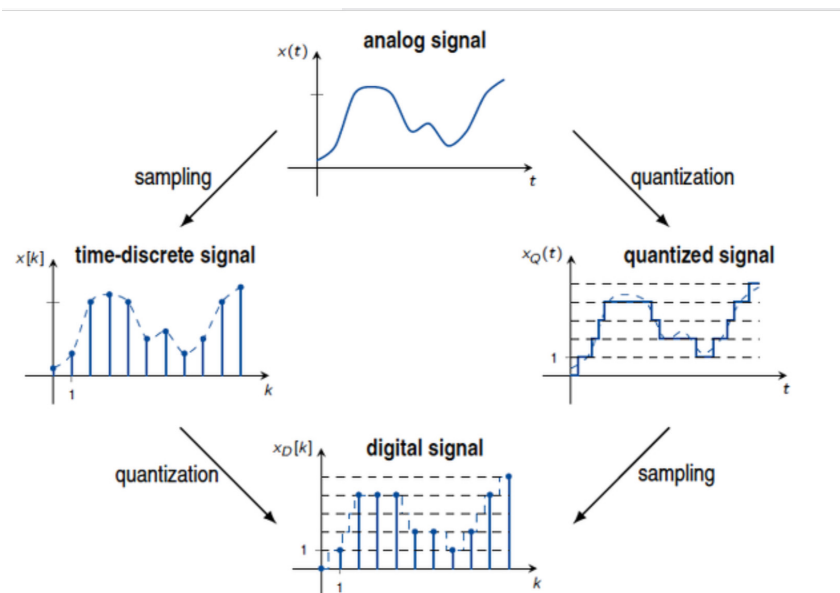 analog signal
x(t)
t
sampling
quantization
time-discrete signal
x[k]
1
k
quantized signal
x_Q(t)
1
t
quantization
sampling
digital signal
x_D[k]
1
1
k